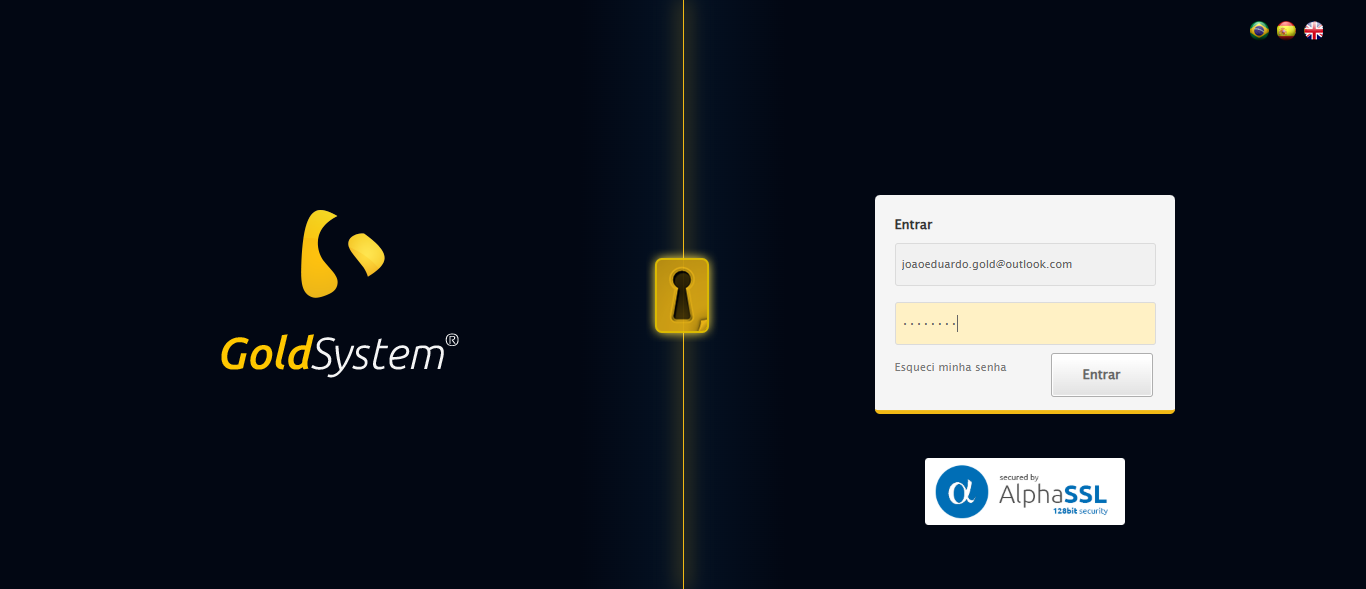 GoldSystem®
Entrar
joaoeduardo.gold@outlook.com
........
Esqueci minha senha
Entrar
α
secured by
AlphaSSL
128bit security